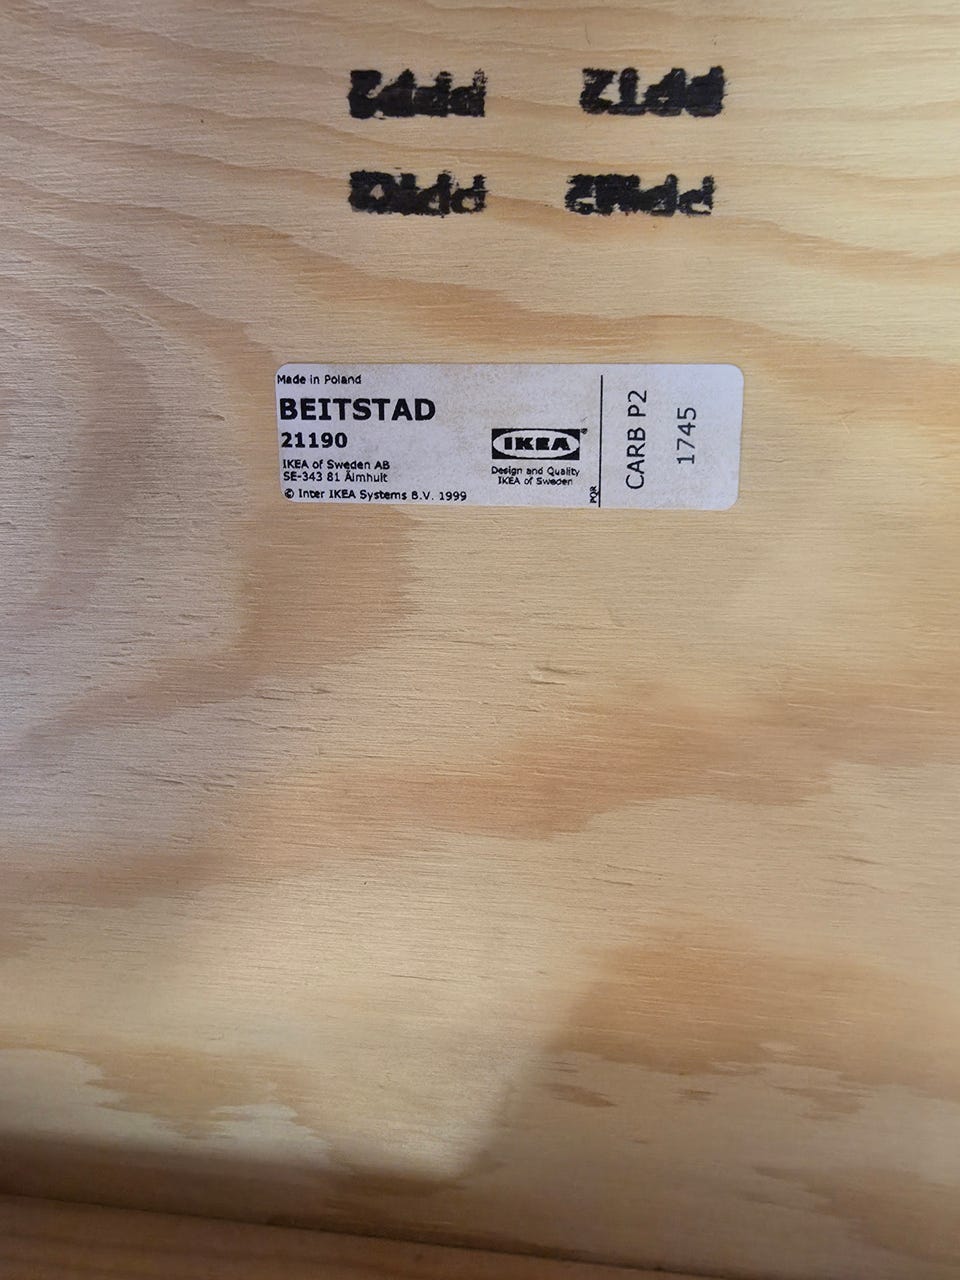 Made in Poland
BEITSTAD
21190
IKEA of Sweden AB
SE-343 81 Älmhult
© Inter IKEA Systems B.V. 1999
IKEA®
Design and Quality
IKEA of Sweden
PQR
CARB P2
1745